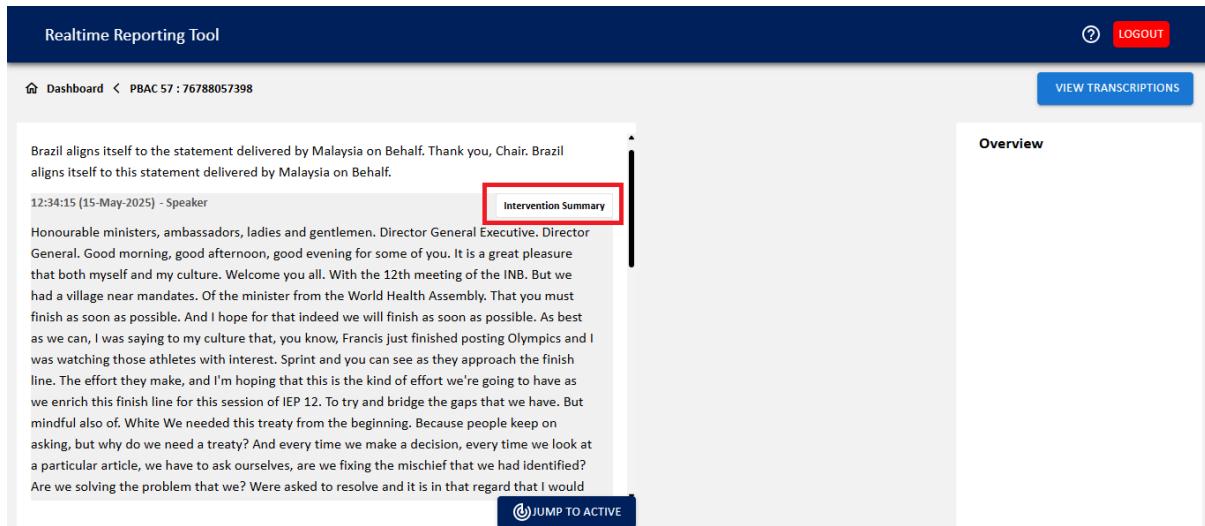 Realtime Reporting Tool
LOGOUT
Dashboard < PBAC 57 : 76788057398
VIEW TRANSCRIPTIONS
Brazil aligns itself to the statement delivered by Malaysia on Behalf. Thank you, Chair. Brazil
aligns itself to this statement delivered by Malaysia on Behalf.
12:34:15 (15-May-2025) - Speaker
Intervention Summary
Honourable ministers, ambassadors, ladies and gentlemen. Director General Executive. Director
General. Good morning, good afternoon, good evening for some of you. It is a great pleasure
that both myself and my culture. Welcome you all. With the 12th meeting of the INB. But we
had a village near mandates. Of the minister from the World Health Assembly. That you must
finish as soon as possible. And I hope for that indeed we will finish as soon as possible. As best
as we can, I was saying to my culture that, you know, Francis just finished posting Olympics and I
was watching those athletes with interest. Sprint and you can see as they approach the finish
line. The effort they make, and I'm hoping that this is the kind of effort we're going to have as
we enrich this finish line for this session of IEP 12. To try and bridge the gaps that we have. But
mindful also of. White We needed this treaty from the beginning. Because people keep on
asking, but why do we need a treaty? And every time we make a decision, every time we look at
a particular article, we have to ask ourselves, are we fixing the mischief that we had identified?
Are we solving the problem that we? Were asked to resolve and it is in that regard that I would
JUMP TO ACTIVE
Overview